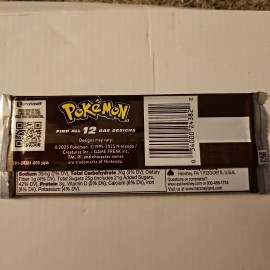 POKÉMON
FIND ALL 12 BAR DESIGNS
©2025 Pokémon. ©1995-2025 Nintendo/
Creatures Inc./ GAME FREAK inc.
TM, ®, and character names
are trademarks of Nintendo.
Sodium 35mg (2% DV), Total Carbohydrate 26g (9% DV), Dietary
Fiber 1g (4% DV), Total Sugars 25g (Includes 21g Added Sugars,
42% DV), Protein 3g, Vitamin D (0% DV), Calcium (6% DV), Iron
(6% DV), Potassium (4% DV).
Hershey, PA 17033-0815, U.S.A.
Questions or comments?